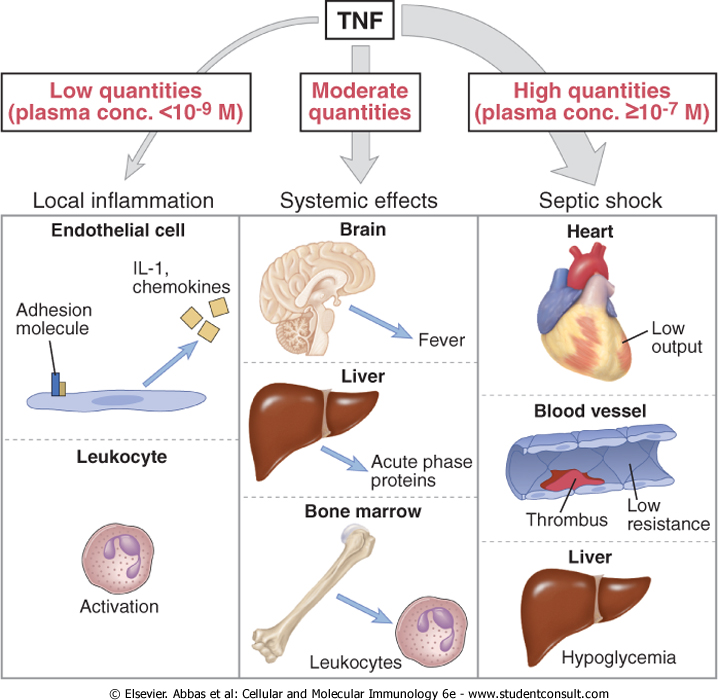 TNF
Low quantities
(plasma conc. <10-9 M)
Moderate
quantities
High quantities
(plasma conc. ≥10-7 M)
Local inflammation
Systemic effects
Septic shock
Endothelial cell
IL-1,
chemokines
Adhesion
molecule
Leukocyte
Activation
Brain
Fever
Liver
Acute phase
proteins
Bone marrow
Leukocytes
Heart
Low
output
Blood vessel
Thrombus
Low
resistance
Liver
Hypoglycemia
© Elsevier. Abbas et al: Cellular and Molecular Immunology 6e - www.studentconsult.com